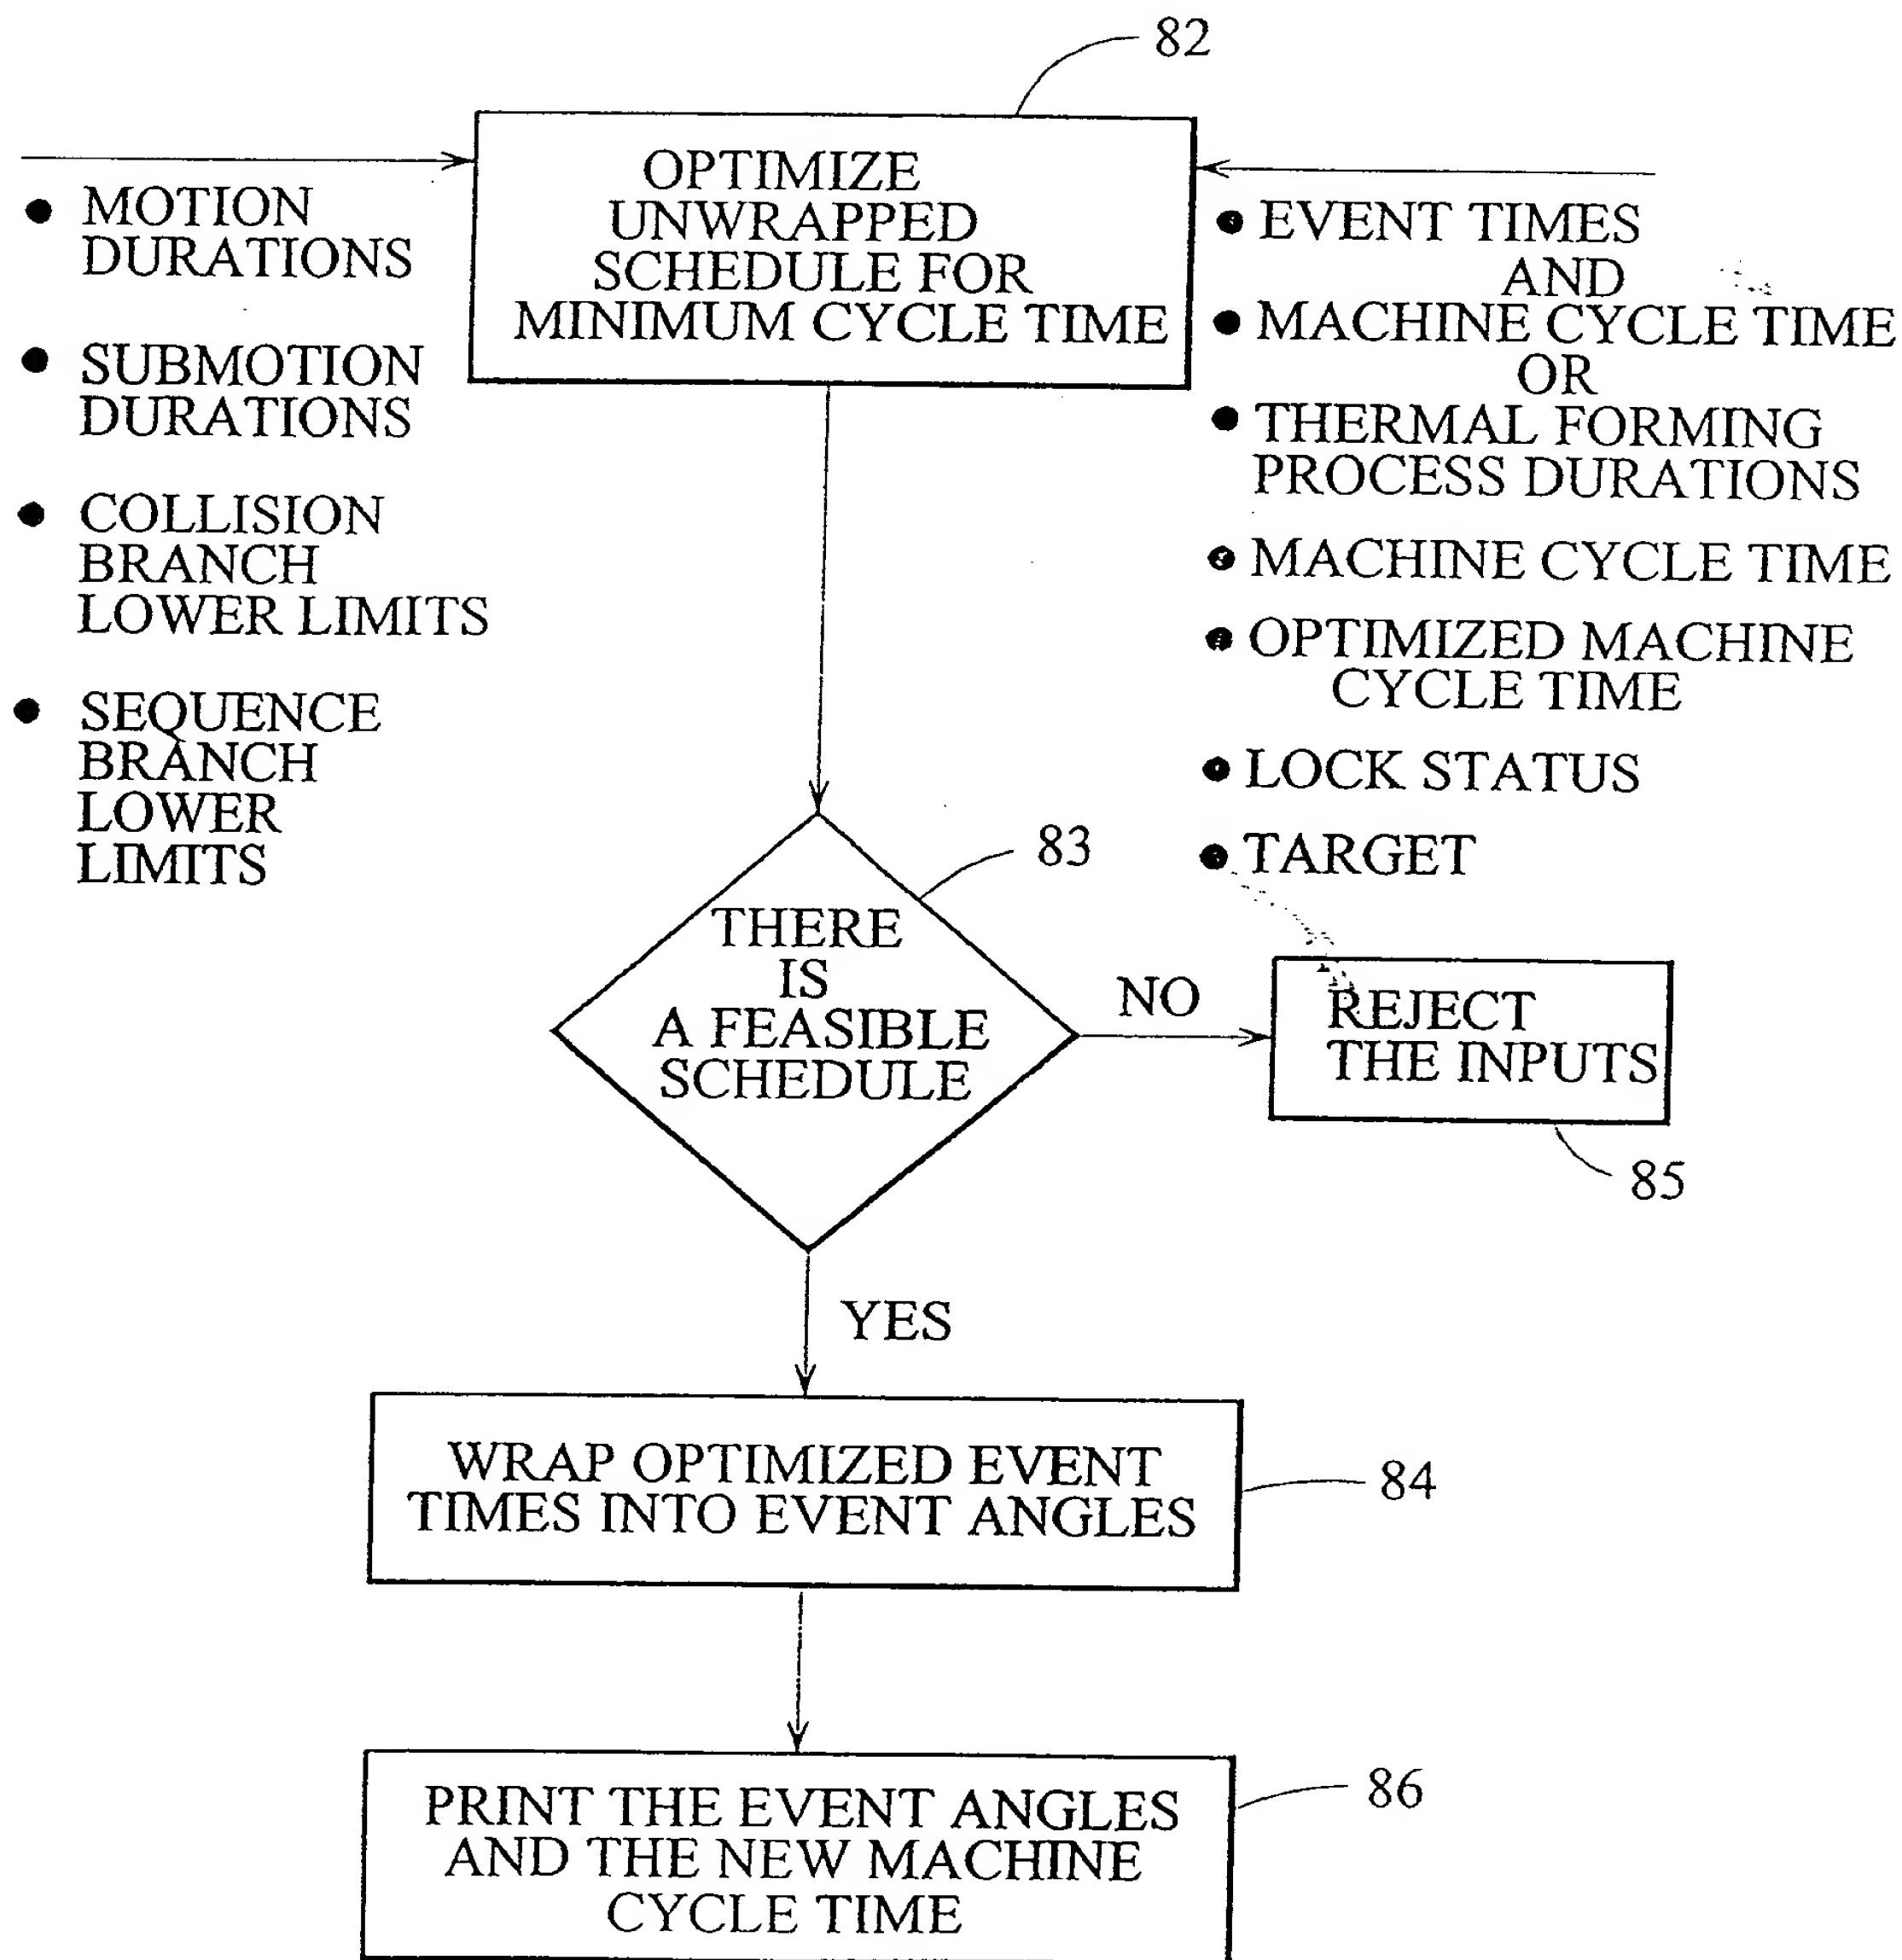 82
OPTIMIZE
UNWRAPPED
SCHEDULE FOR
MINIMUM CYCLE TIME
● MOTION
DURATIONS
● SUBMOTION
DURATIONS
● COLLISION
BRANCH
LOWER LIMITS
● SEQUENCE
BRANCH
LOWER
LIMITS
● EVENT TIMES
AND
● MACHINE CYCLE TIME
OR
● THERMAL FORMING
PROCESS DURATIONS
● MACHINE CYCLE TIME
● OPTIMIZED MACHINE
CYCLE TIME
● LOCK STATUS
● TARGET
83
THERE
IS
A FEASIBLE
SCHEDULE
NO
REJECT
THE INPUTS
85
YES
WRAP OPTIMIZED EVENT
TIMES INTO EVENT ANGLES
84
PRINT THE EVENT ANGLES
AND THE NEW MACHINE
CYCLE TIME
86